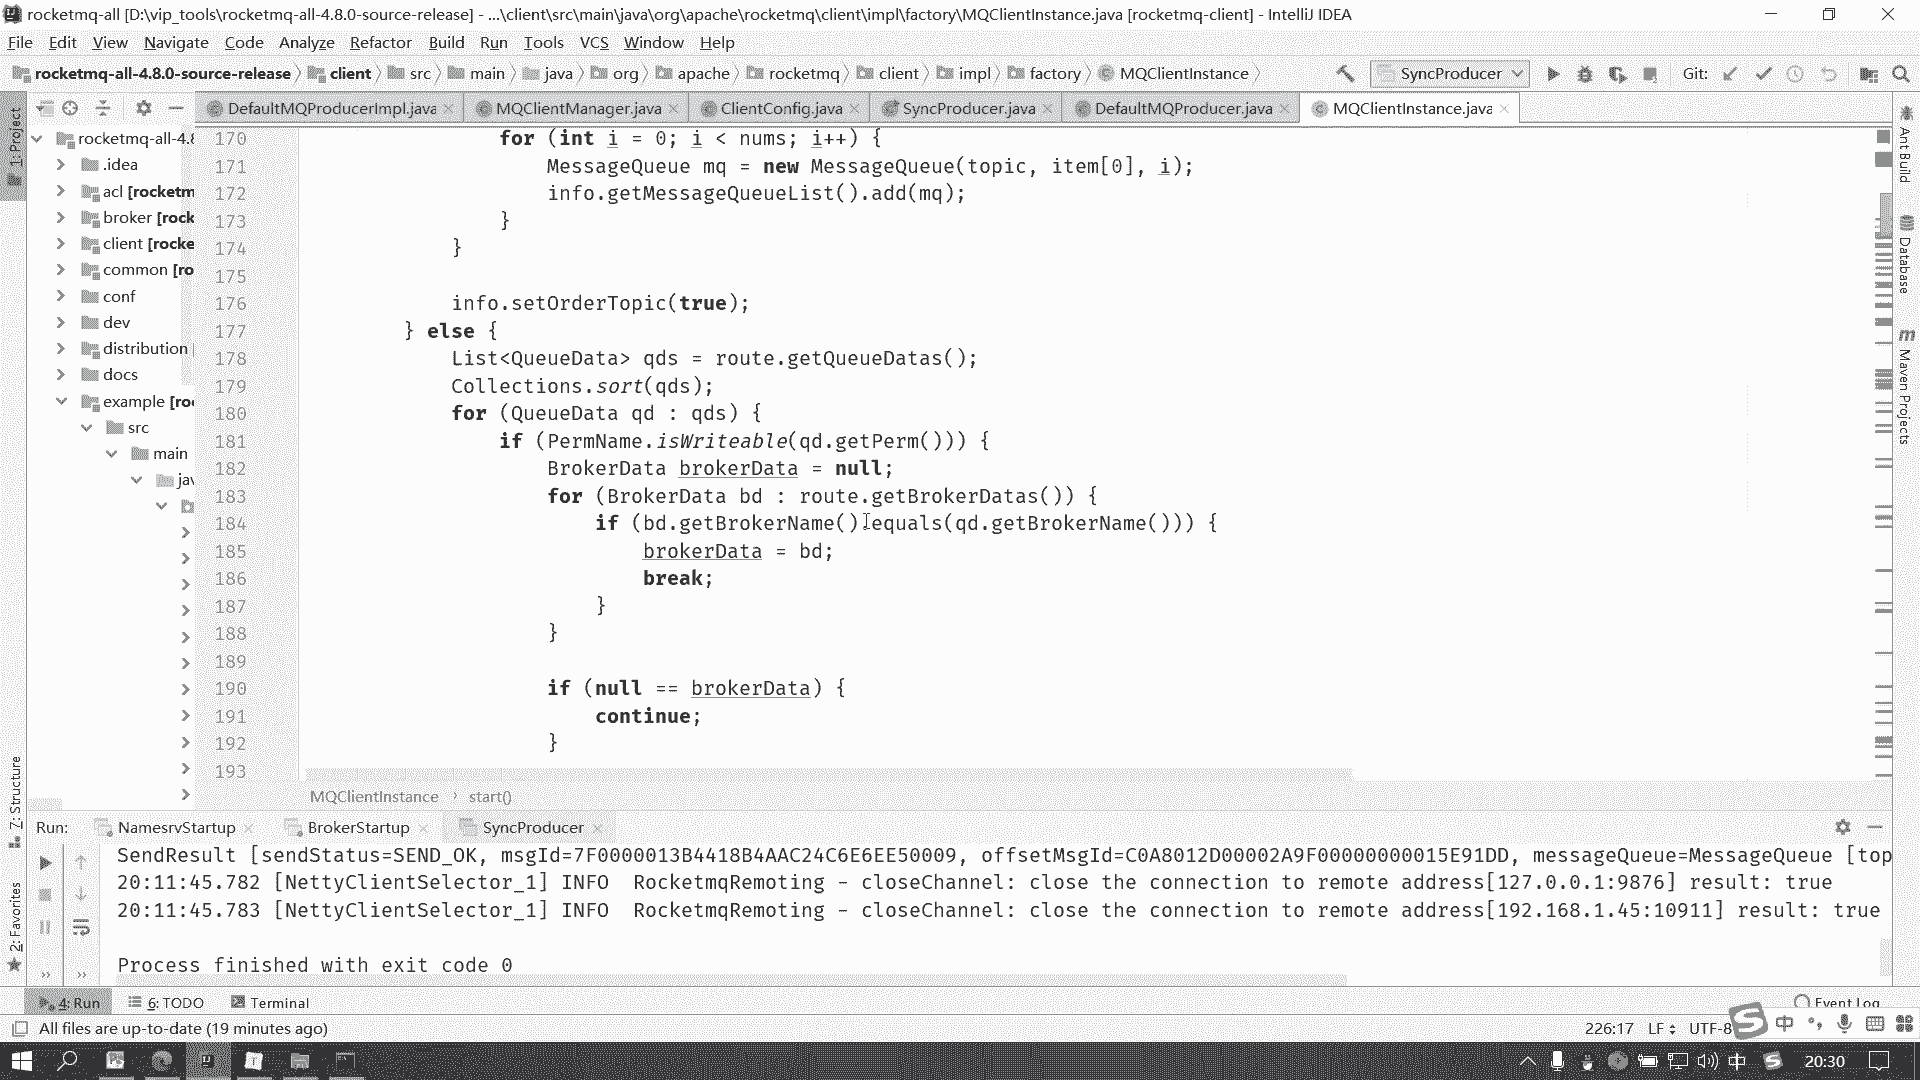 rocketmq-all [D:\vip_tools\rocketmq-all-4.8.0-source-release] - ...\client\src\main\java\org\apache\rocketmq\client\impl\factory\MQClientInstance.java [rocketmq-client] - IntelliJ IDEA
File Edit View Navigate Code Analyze Refactor Build Run Tools VCS Window Help
rocketmq-all-4.8.0-source-release client src main java org apache rocketmq client impl factory MQClientInstance SyncProducer Git:
DefaultMQProducerImpl.java MQClientManager.java ClientConfig.java SyncProducer.java DefaultMQProducer.java MQClientInstance.java
1: Project
rocketmq-all-4.8
.idea
acl [rocketm
broker [rock
client [rocke
common [ro
conf
dev
distribution
docs
example [ro
src
main
jav
170 for (int i = 0; i < nums; i++) {
171 MessageQueue mq = new MessageQueue(topic, item[0], i);
172 info.getMessageQueueList().add(mq);
173 }
174 }
175
176 info.setOrderTopic(true);
177 } else {
178 List<QueueData> qds = route.getQueueDatas();
179 Collections.sort(qds);
180 for (QueueData qd : qds) {
181 if (PermName.isWriteable(qd.getPerm())) {
182 BrokerData brokerData = null;
183 for (BrokerData bd : route.getBrokerDatas()) {
184 if (bd.getBrokerName().equals(qd.getBrokerName())) {
185 brokerData = bd;
186 break;
187 }
188 }
189
190 if (null == brokerData) {
191 continue;
192 }
193
MQClientInstance › start()
Ant Build
Database
Maven Projects
7: Structure
2: Favorites
Run: NamesrvStartup BrokerStartup SyncProducer
SendResult [sendStatus=SEND_OK, msgId=7F0000013B4418B4AAC24C6E6EE50009, offsetMsgId=C0A8012D00002A9F00000000015E91DD, messageQueue=MessageQueue [top
20:11:45.782 [NettyClientSelector_1] INFO RocketmqRemoting - closeChannel: close the connection to remote address[127.0.0.1:9876] result: true
20:11:45.783 [NettyClientSelector_1] INFO RocketmqRemoting - closeChannel: close the connection to remote address[192.168.1.45:10911] result: true
Process finished with exit code 0
4: Run 6: TODO Terminal Event Log
All files are up-to-date (19 minutes ago) 226:17 LF UTF-8 中
中 20:30